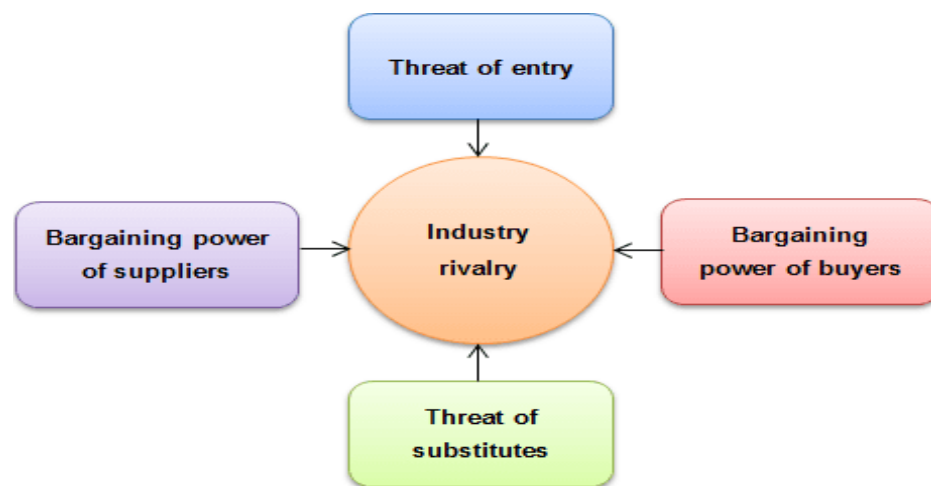 Threat of entry
Bargaining power
of suppliers
Industry
rivalry
Bargaining
power of buyers
Threat of
substitutes